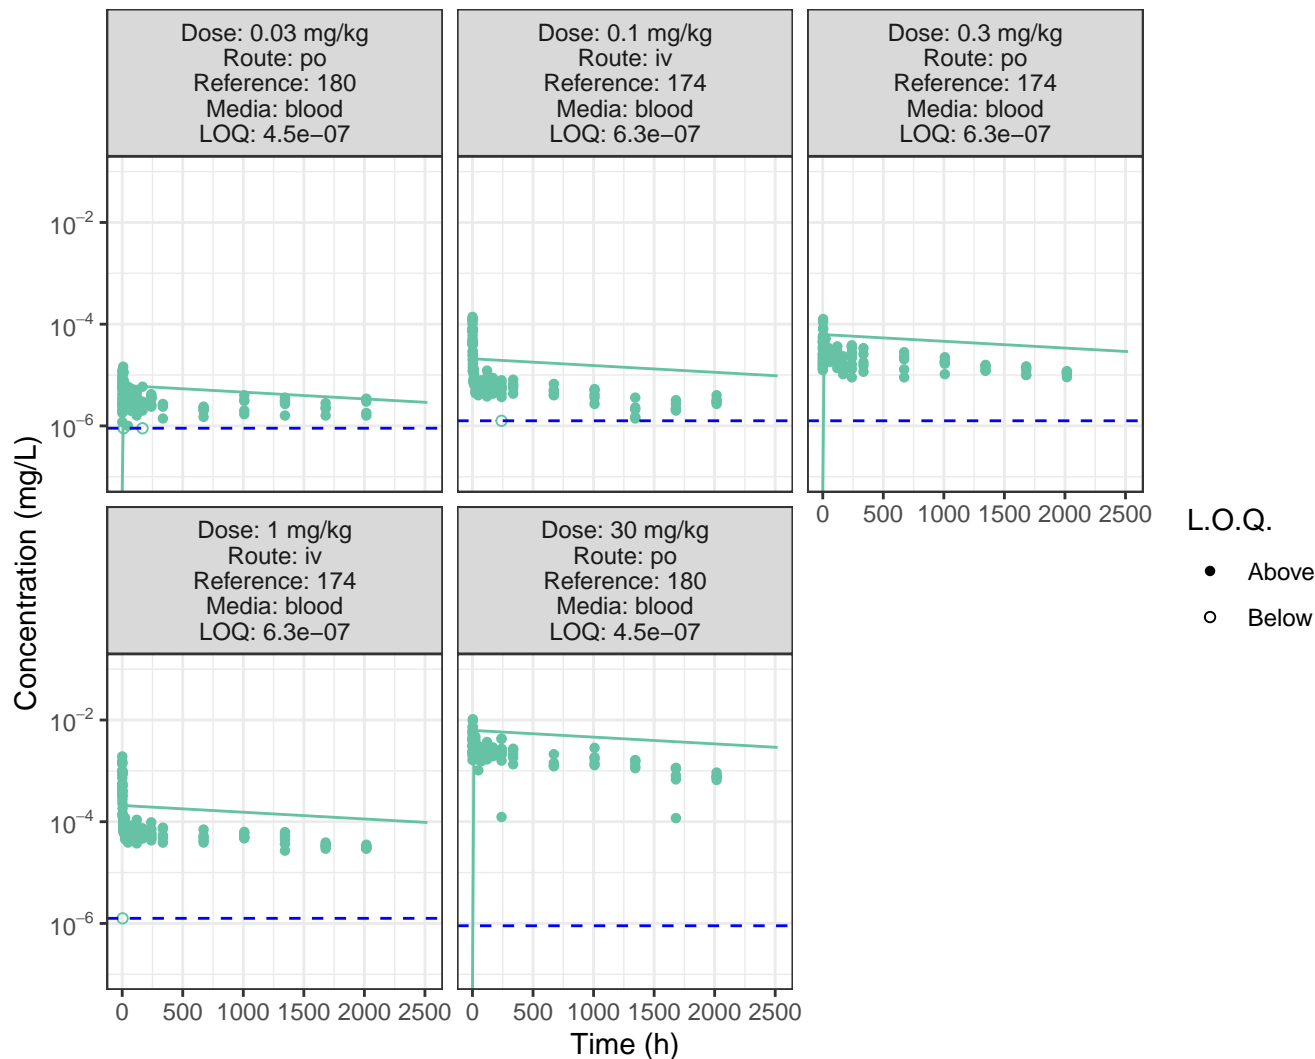 Dose: 0.03 mg/kg
Route: po
Reference: 180
Media: blood
LOQ: 4.5e−07
Dose: 0.1 mg/kg
Route: iv
Reference: 174
Media: blood
LOQ: 6.3e−07
Dose: 0.3 mg/kg
Route: po
Reference: 174
Media: blood
LOQ: 6.3e−07
10−2
10−4
10−6
0 500 1000 1500 2000 2500
Dose: 1 mg/kg
Route: iv
Reference: 174
Media: blood
LOQ: 6.3e−07
Dose: 30 mg/kg
Route: po
Reference: 180
Media: blood
LOQ: 4.5e−07
10−2
10−4
10−6
0 500 1000 1500 2000 2500
0 500 1000 1500 2000 2500
Time (h)
Concentration (mg/L)
L.O.Q.
Above
Below